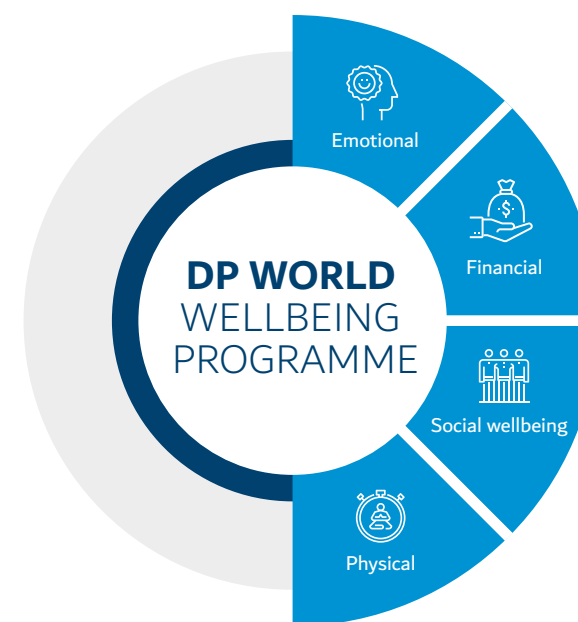 Emotional
Financial
DP WORLD
WELLBEING
PROGRAMME
Social wellbeing
Physical